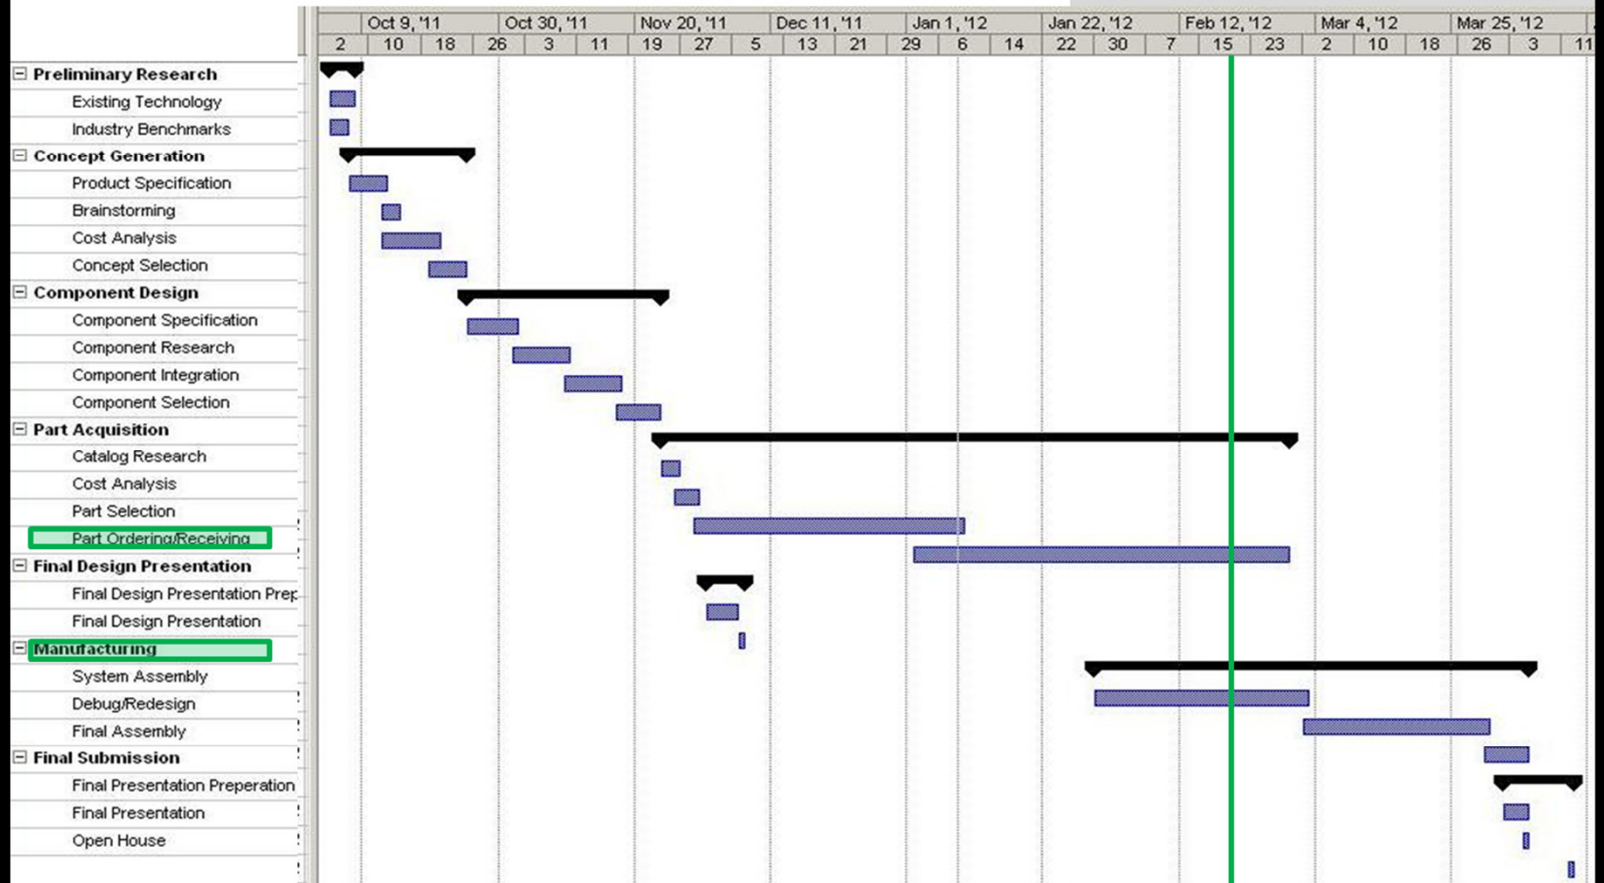 Oct 9, '11 Oct 30, '11 Nov 20, '11 Dec 11, '11 Jan 1, '12 Jan 22, '12 Feb 12, '12 Mar 4, '12 Mar 25, '12
2 10 18 26 3 11 19 27 5 13 21 29 6 14 22 30 7 15 23 2 10 18 26 3 11
Preliminary Research
Existing Technology
Industry Benchmarks
Concept Generation
Product Specification
Brainstorming
Cost Analysis
Concept Selection
Component Design
Component Specification
Component Research
Component Integration
Component Selection
Part Acquisition
Catalog Research
Cost Analysis
Part Selection
Part Ordering/Receiving
Final Design Presentation
Final Design Presentation Prep
Final Design Presentation
Manufacturing
System Assembly
Debug/Redesign
Final Assembly
Final Submission
Final Presentation Preperation
Final Presentation
Open House